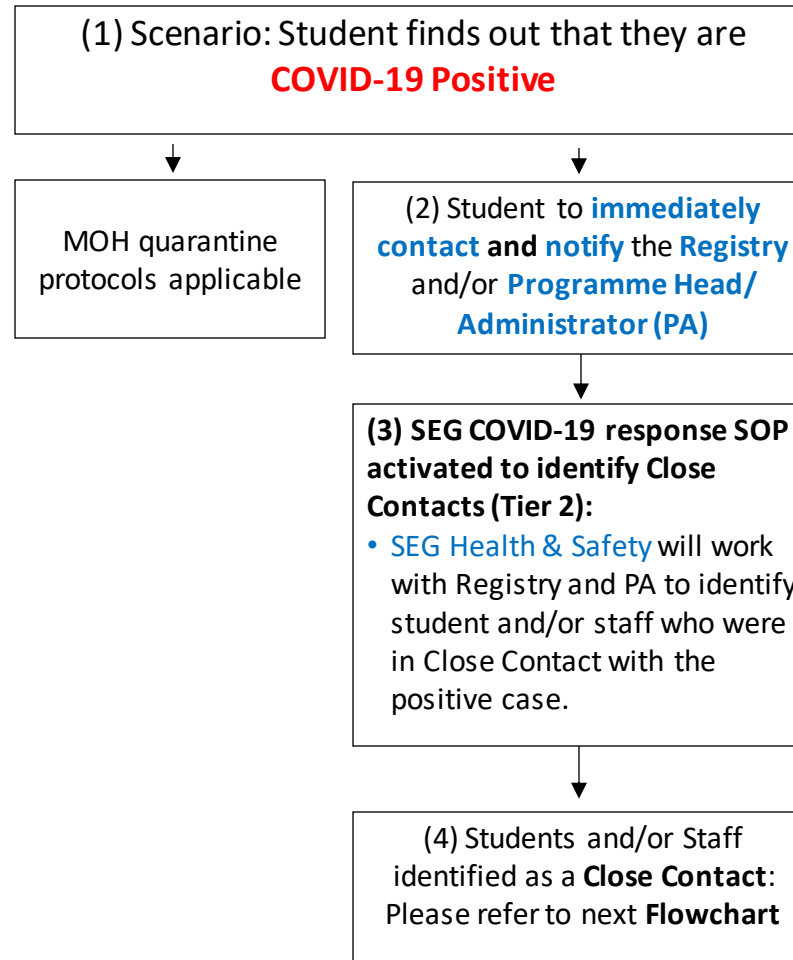 (1) Scenario: Student finds out that they are
COVID-19 Positive
MOH quarantine
protocols applicable
(2) Student to immediately
contact and notify the Registry
and/or Programme Head/
Administrator (PA)
(3) SEG COVID-19 response SOP
activated to identify Close
Contacts (Tier 2):
• SEG Health & Safety will work
with Registry and PA to identify
student and/or staff who were
in Close Contact with the
positive case.
(4) Students and/or Staff
identified as a Close Contact:
Please refer to next Flowchart